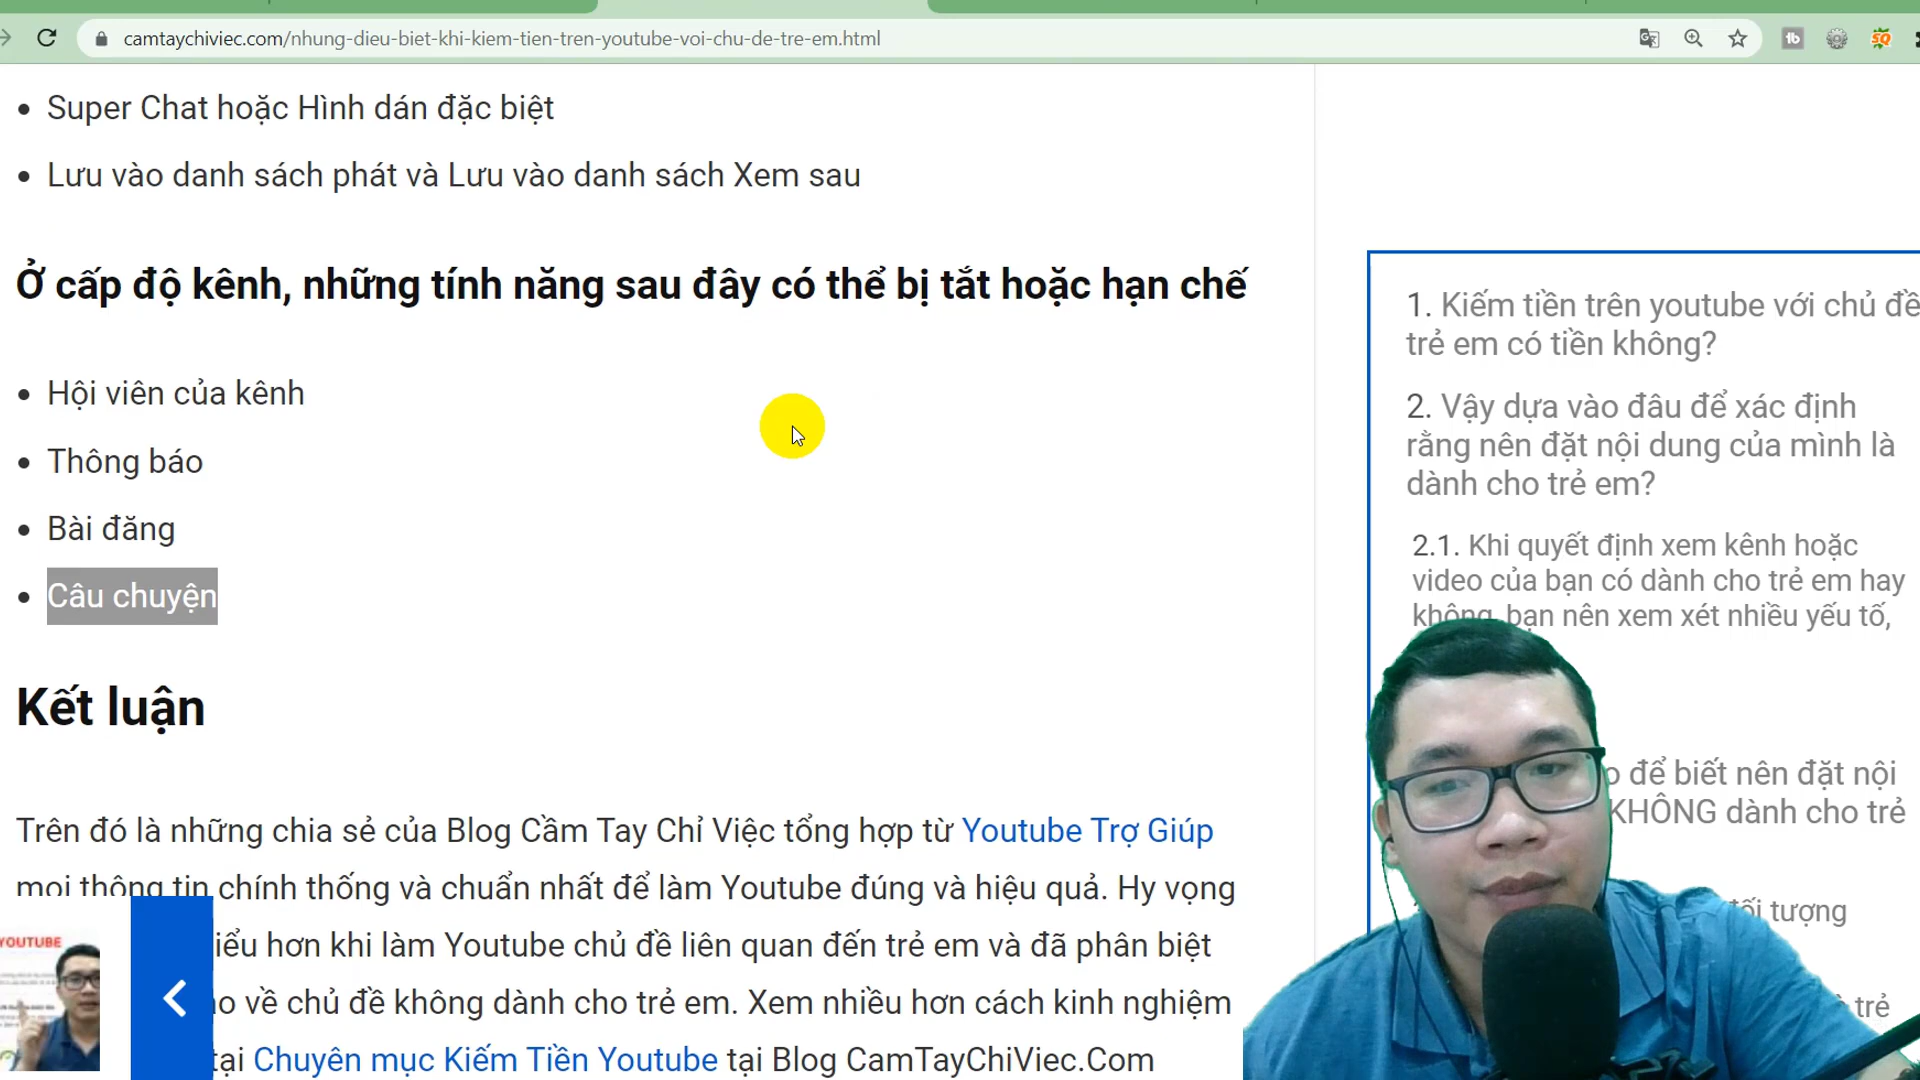 camtaychiviec.com/nhung-dieu-biet-khi-kiem-tien-tren-youtube-voi-chu-de-tre-em.html
Super Chat hoặc Hình dán đặc biệt
Lưu vào danh sách phát và Lưu vào danh sách Xem sau
Ở cấp độ kênh, những tính năng sau đây có thể bị tắt hoặc hạn chế
Hội viên của kênh
Thông báo
Bài đăng
Câu chuyện
Kết luận
Trên đó là những chia sẻ của Blog Cầm Tay Chỉ Việc tổng hợp từ Youtube Trợ Giúp
mọi thông tin chính thống và chuẩn nhất để làm Youtube đúng và hiệu quả. Hy vọng
hơn khi làm Youtube chủ đề liên quan đến trẻ em và đã phân biệt
về chủ đề không dành cho trẻ em. Xem nhiều hơn cách kinh nghiệm
tại Chuyên mục Kiếm Tiền Youtube tại Blog CamTayChiViec.Com
YOUTUBE
1. Kiếm tiền trên youtube với chủ đề
trẻ em có tiền không?
2. Vậy dựa vào đâu để xác định
rằng nên đặt nội dung của mình là
dành cho trẻ em?
2.1. Khi quyết định xem kênh hoặc
video của bạn có dành cho trẻ em hay
không, bạn nên xem xét nhiều yếu tố,
để biết nên đặt nội
KHÔNG dành cho trẻ
tượng
trẻ